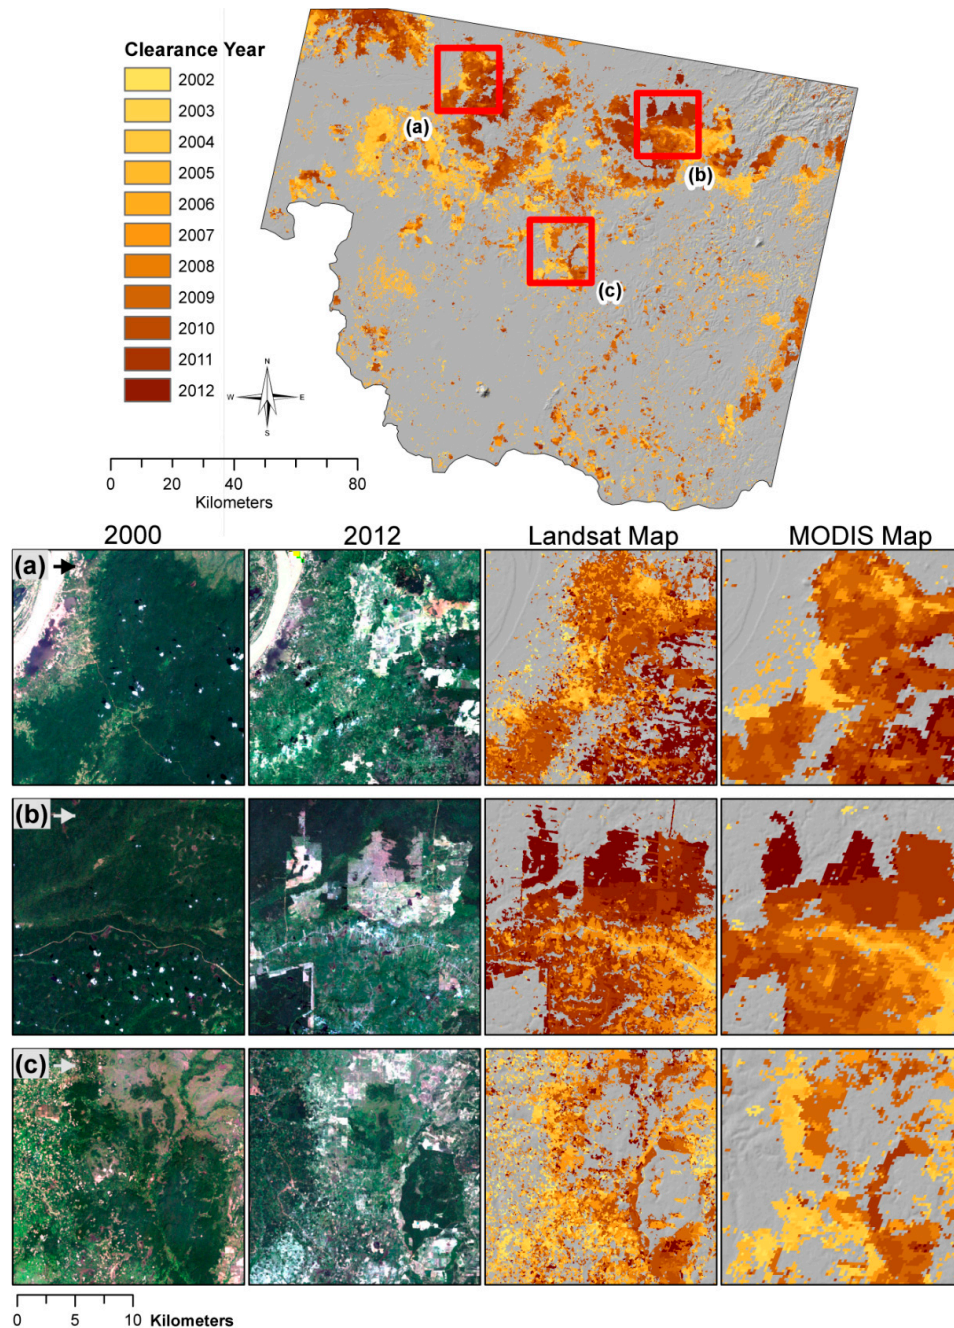 Clearance Year
2002
2003
2004
2005
2006
2007
2008
2009
2010
2011
2012
(a)
(b)
(c)
N
W
E
S
0 20 40 80
Kilometers
2000 2012 Landsat Map MODIS Map
(a)
(b)
(c)
0 5 10 Kilometers